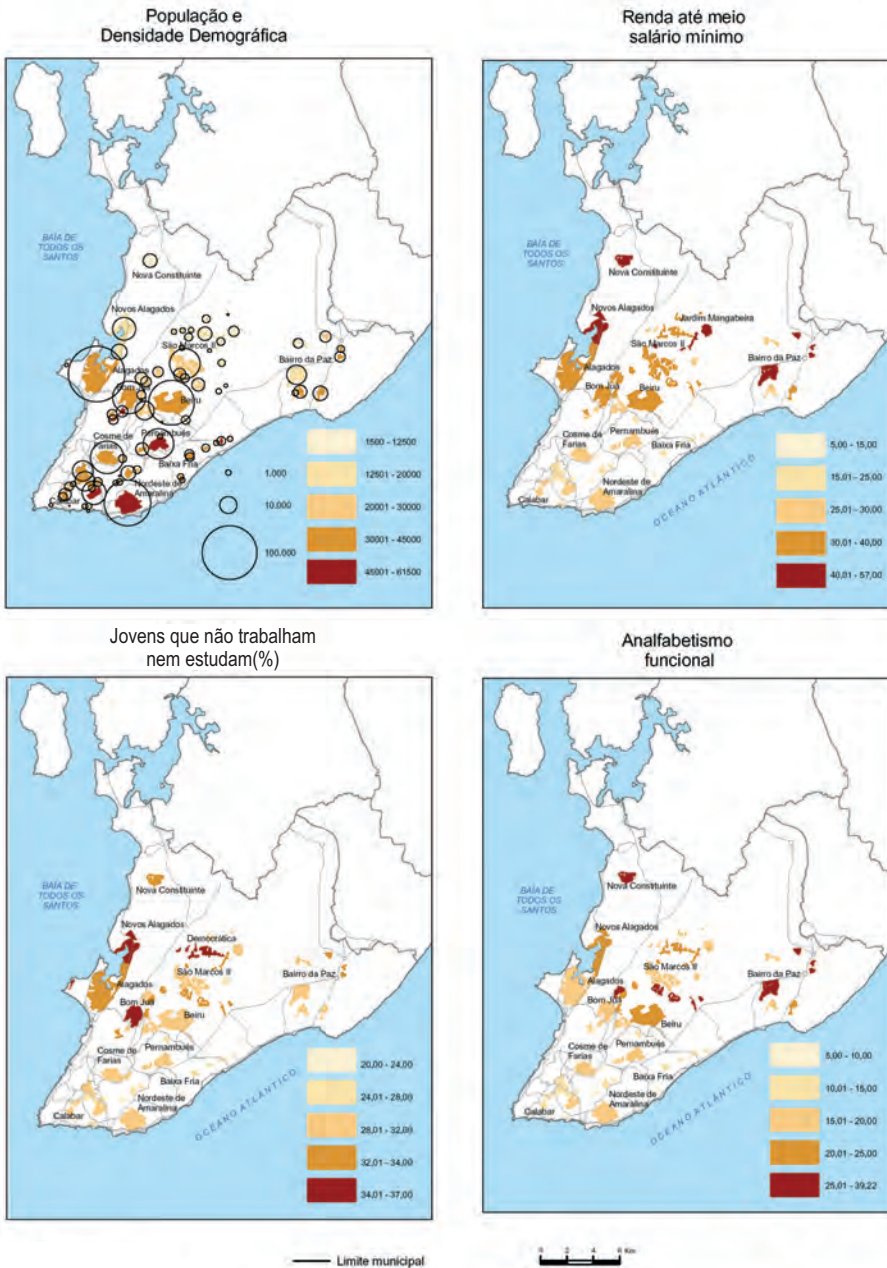 População e
Densidade Demográfica
BAÍA DE
TODOS OS
SANTOS
Nova Constituinte
Novos Alagados
São Marcos II
Alagados
Bairro da Paz
Bom Juá
Beiru
Cosme de
Farias
Pernambués
Baixa Fria
Nordeste de
Amaralina
Calabar
1.000
10.000
100.000
1500 - 12500
12501 - 20000
20001 - 30000
30001 - 45000
45001 - 61500
Renda até meio
salário mínimo
BAÍA DE
TODOS OS
SANTOS
Nova Constituinte
Novos Alagados
Jardim Mangabeira
São Marcos II
Bairro da Paz
Alagados
Bom Juá
Beiru
Pernambués
Cosme de
Farias
Baixa Fria
Nordeste de
Amaralina
Calabar
OCEANO ATLÂNTICO
5,00 - 15,00
15,01 - 25,00
25,01 - 30,00
30,01 - 40,00
40,01 - 57,00
Jovens que não trabalham
nem estudam(%)
BAÍA DE
TODOS OS
SANTOS
Nova Constituinte
Novos Alagados
Democrática
São Marcos II
Bairro da Paz
Alagados
Bom Juá
Beiru
Cosme de
Farias
Pernambués
Baixa Fria
Nordeste de
Amaralina
Calabar
OCEANO ATLÂNTICO
20,00 - 24,00
24,01 - 28,00
28,01 - 32,00
32,01 - 34,00
34,01 - 37,00
Analfabetismo
funcional
BAÍA DE
TODOS OS
SANTOS
Nova Constituinte
Novos Alagados
São Marcos II
Bairro da Paz
Alagados
Bom Juá
Beiru
Cosme de
Farias
Pernambués
Baixa Fria
Nordeste de
Amaralina
Calabar
OCEANO ATLÂNTICO
5,00 - 10,00
10,01 - 15,00
15,01 - 20,00
20,01 - 25,00
25,01 - 39,22
Limite municipal
0 2 4 6 Km